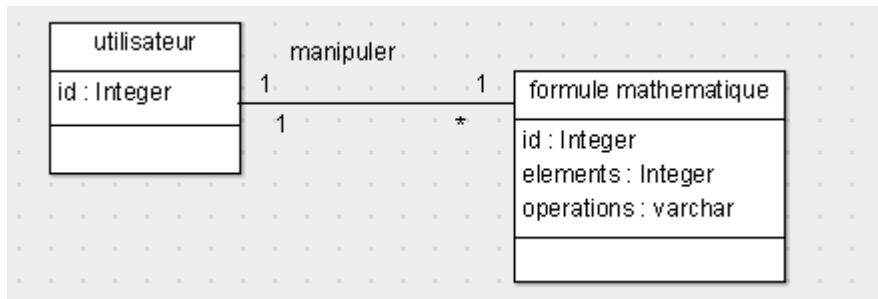 utilisateur
id : Integer
manipuler
1
1
1
*
formule mathematique
id : Integer
elements : Integer
operations : varchar